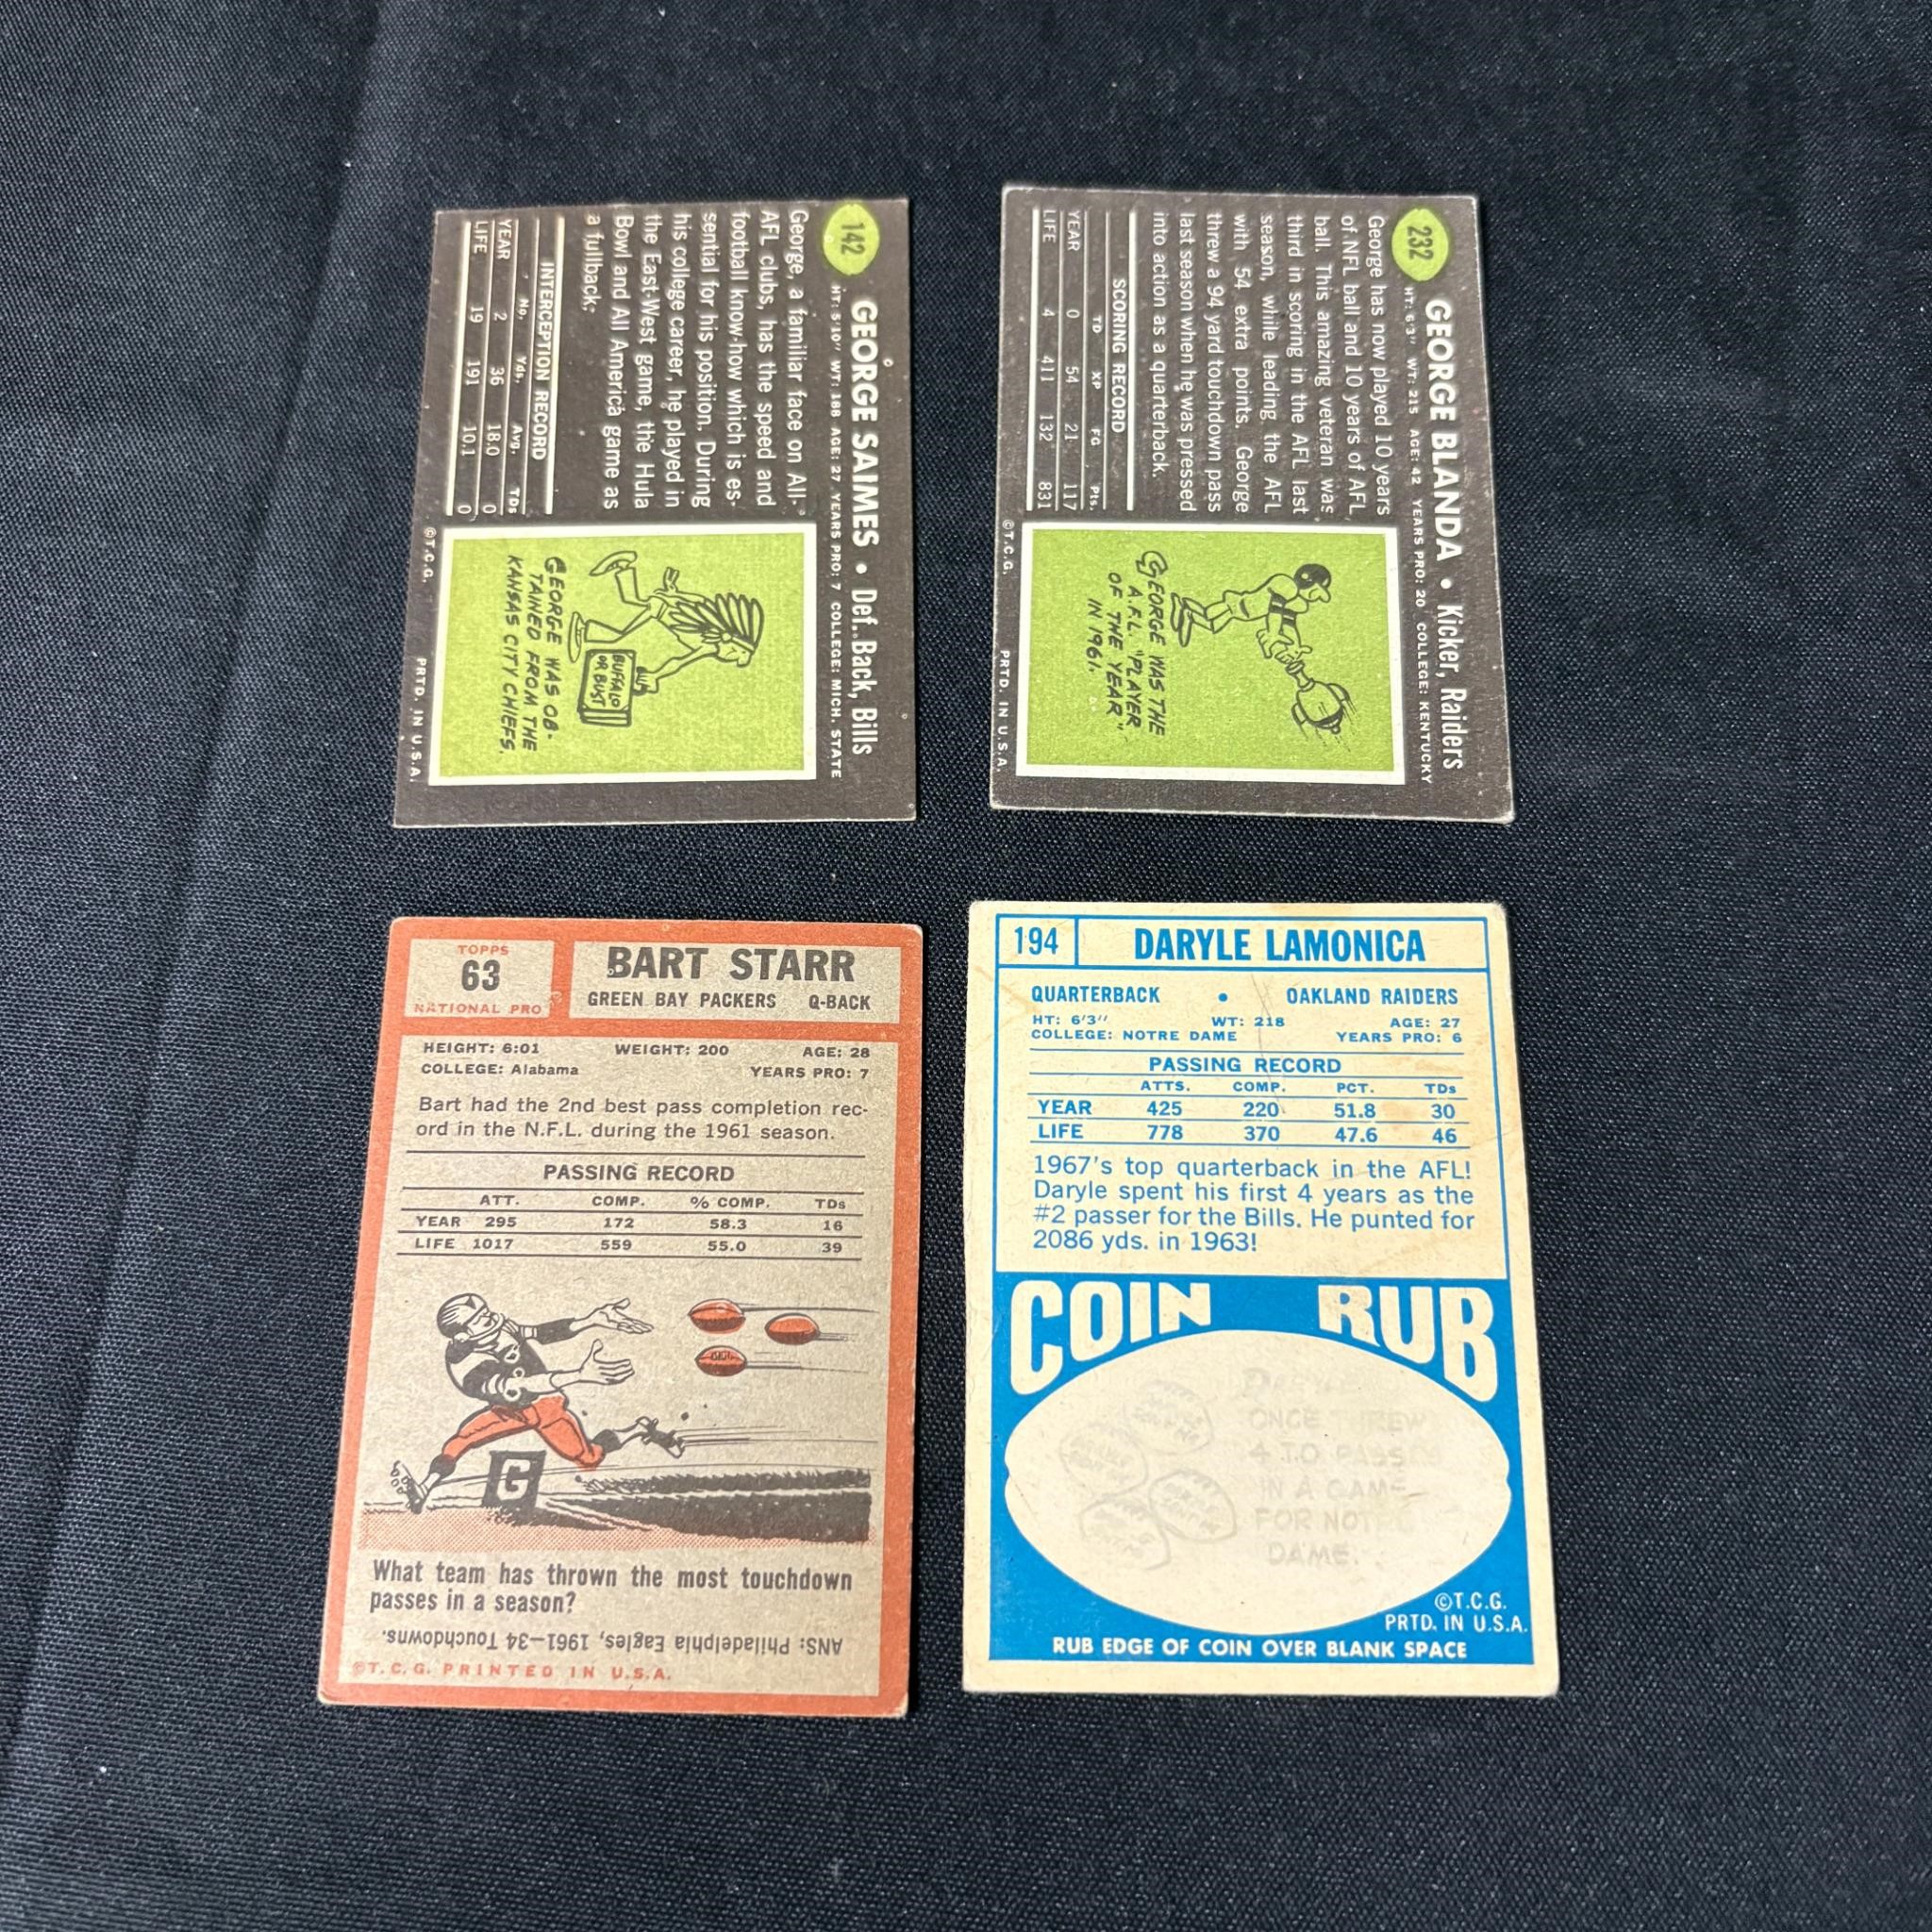 142
GEORGE SAIMES • Def. Back, Bills
HT: 5'10" WT: 188 AGE: 27 YEARS PRO: 7 COLLEGE: MICH. STATE
George, a familiar face on All-
AFL clubs, has the speed and
football know-how which is es-
sential for his position. During
his college career, he played in
the East-West game, the Hula
Bowl and All America game as
a fullback.
INTERCEPTION RECORD
No. Yds. Avg. TDs
YEAR 2 36 18.0 0
LIFE 19 191 10.1 0
BUFFALO
OR BUST
GEORGE WAS OB-
TAINED FROM THE
KANSAS CITY CHIEFS.
©T.C.G. PRTD. IN U.S.A.
232
GEORGE BLANDA • Kicker, Raiders
HT: 6'3" WT: 215 AGE: 42 YEARS PRO: 20 COLLEGE: KENTUCKY
George has now played 10 years
of NFL ball and 10 years of AFL
ball. This amazing veteran was
third in scoring in the AFL last
season, while leading the AFL
with 54 extra points. George
threw a 94 yard touchdown pass
last season when he was pressed
into action as a quarterback.
SCORING RECORD
TD XP FG Pts.
YEAR 0 54 21 117
LIFE 4 411 132 831
GEORGE WAS THE
A.F.L. "PLAYER
OF THE YEAR"
IN 1961.
©T.C.G. PRTD. IN U.S.A.
TOPPS
63
NATIONAL PRO
BART STARR
GREEN BAY PACKERS Q-BACK
HEIGHT: 6:01 WEIGHT: 200 AGE: 28
COLLEGE: Alabama YEARS PRO: 7
Bart had the 2nd best pass completion rec-
ord in the N.F.L. during the 1961 season.
PASSING RECORD
ATT. COMP. % COMP. TDs
YEAR 295 172 58.3 16
LIFE 1017 559 55.0 39
G
What team has thrown the most touchdown
passes in a season?
ANS: Philadelphia Eagles, 1961—34 Touchdowns.
©T.C.G. PRINTED IN U.S.A.
194 DARYLE LAMONICA
QUARTERBACK • OAKLAND RAIDERS
HT: 6'3" WT: 218 AGE: 27
COLLEGE: NOTRE DAME YEARS PRO: 6
PASSING RECORD
ATTS. COMP. PCT. TDs
YEAR 425 220 51.8 30
LIFE 778 370 47.6 46
1967's top quarterback in the AFL!
Daryle spent his first 4 years as the
#2 passer for the Bills. He punted for
2086 yds. in 1963!
COIN RUB
DARYLE
ONCE THREW
4 T.D. PASSES
IN A GAME
FOR NOTRE
DAME.
©T.C.G.
PRTD. IN U.S.A.
RUB EDGE OF COIN OVER BLANK SPACE